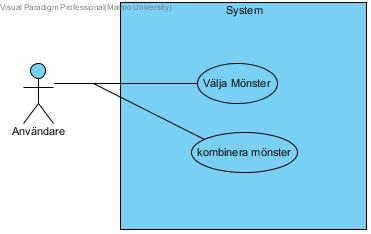 Visual Paradigm Professional(Malmo University)
System
Välja Mönster
Användare
kombinera mönster